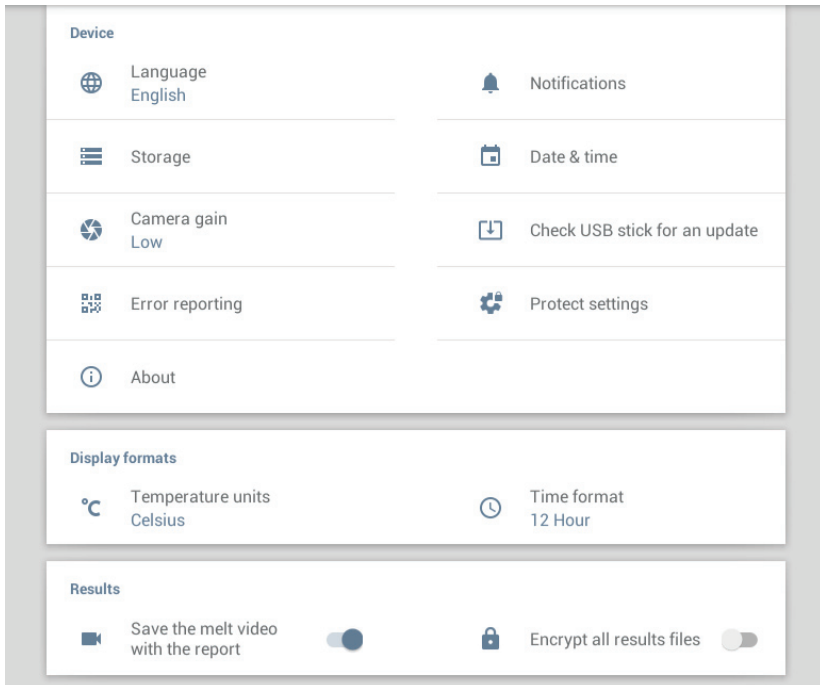 Device
Language
English
Notifications
Storage
Date & time
Camera gain
Low
Check USB stick for an update
Error reporting
Protect settings
About
Display formats
°C
Temperature units
Celsius
Time format
12 Hour
Results
Save the melt video
with the report
Encrypt all results files